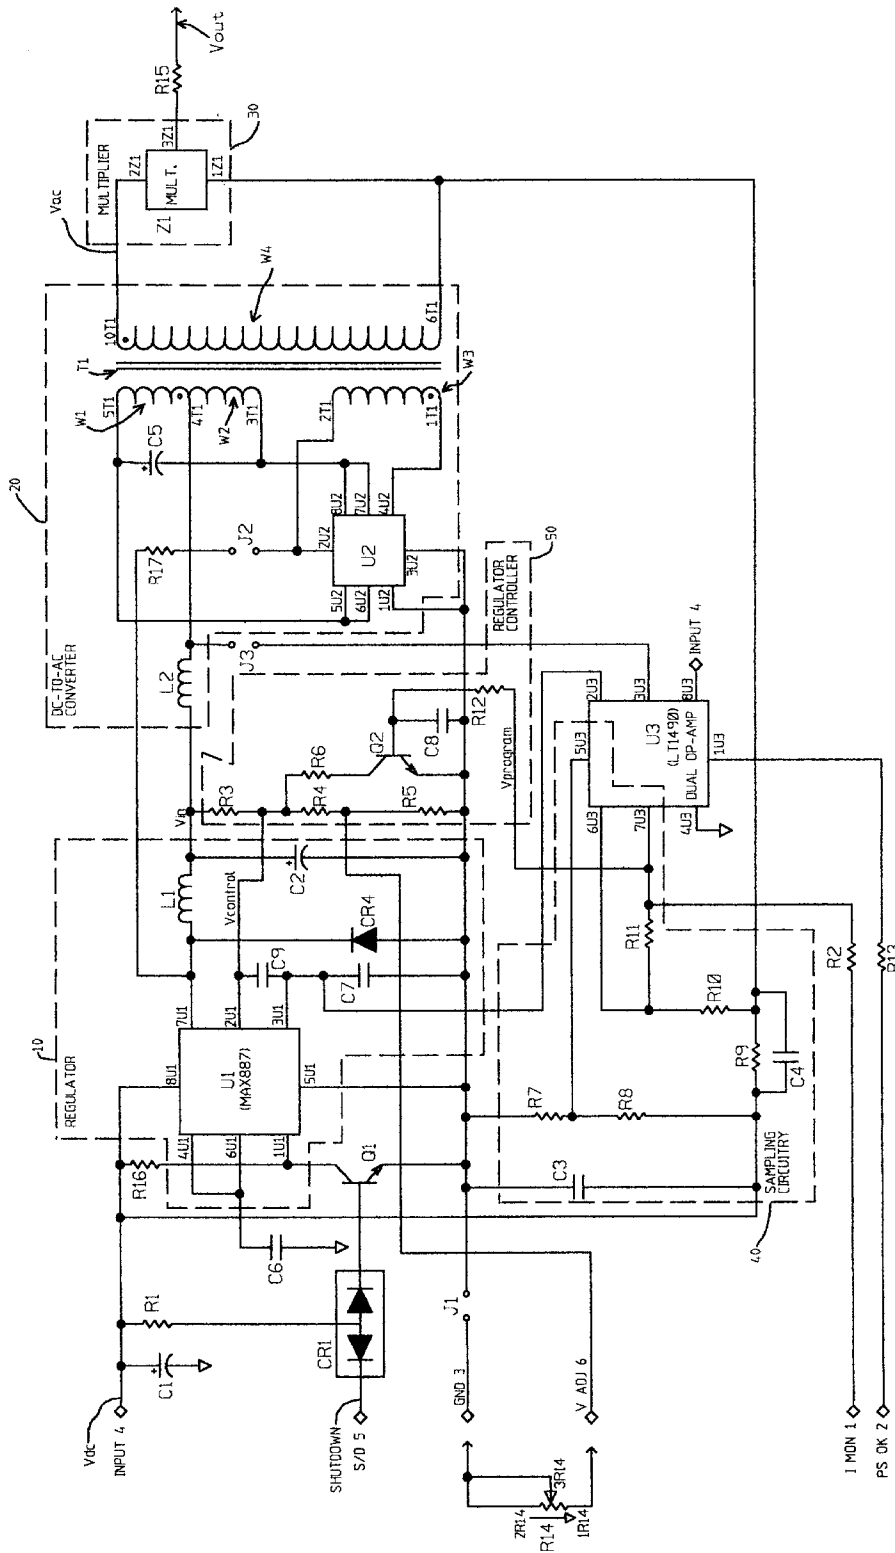 Vdc
INPUT 4
C1
R1
SHUTDOWN
S/D 5
CR1
C6
Q1
R16
10
REGULATOR
8U1
7U1
4U1
6U1
1U1
U1
(MAX887)
2U1
3U1
5U1
C9
C7
Vcontrol
L1
CR4
C2
Vin
R3
R4
R5
R6
Q2
C8
R12
Vprogram
L2
J3
REGULATOR
CONTROLLER
50
20
DC-TO-AC
CONVERTER
R17
J2
2U2
5U2
6U2
1U2
U2
8U2
7U2
4U2
3U2
C5
W1
5T1
4T1
W2
3T1
2T1
1T1
W3
T1
10T1
6T1
W4
Vac
MULTIPLIER
30
2Z1
MULT.
Z1
3Z1
1Z1
R15
Vout
GND 3
J1
V ADJ 6
2R14
R14
1R14
3R14
40
SAMPLING
CIRCUITRY
C3
R7
R8
R9
C4
R10
R11
6U3
5U3
2U3
7U3
3U3
U3
(LT1490)
DUAL OP-AMP
4U3
8U3
1U3
INPUT 4
R2
R13
I MON 1
PS OK 2